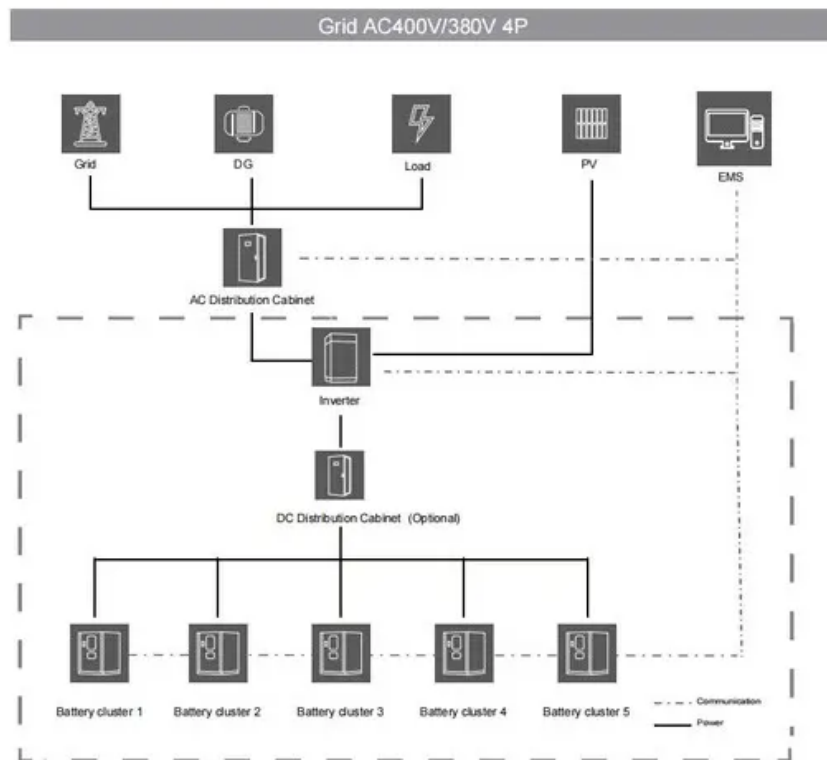 Grid AC400V/380V 4P
Grid
DG
Load
PV
EMS
AC Distribution Cabinet
Inverter
DC Distribution Cabinet (Optional)
Battery cluster 1
Battery cluster 2
Battery cluster 3
Battery cluster 4
Battery cluster 5
Communication
Power